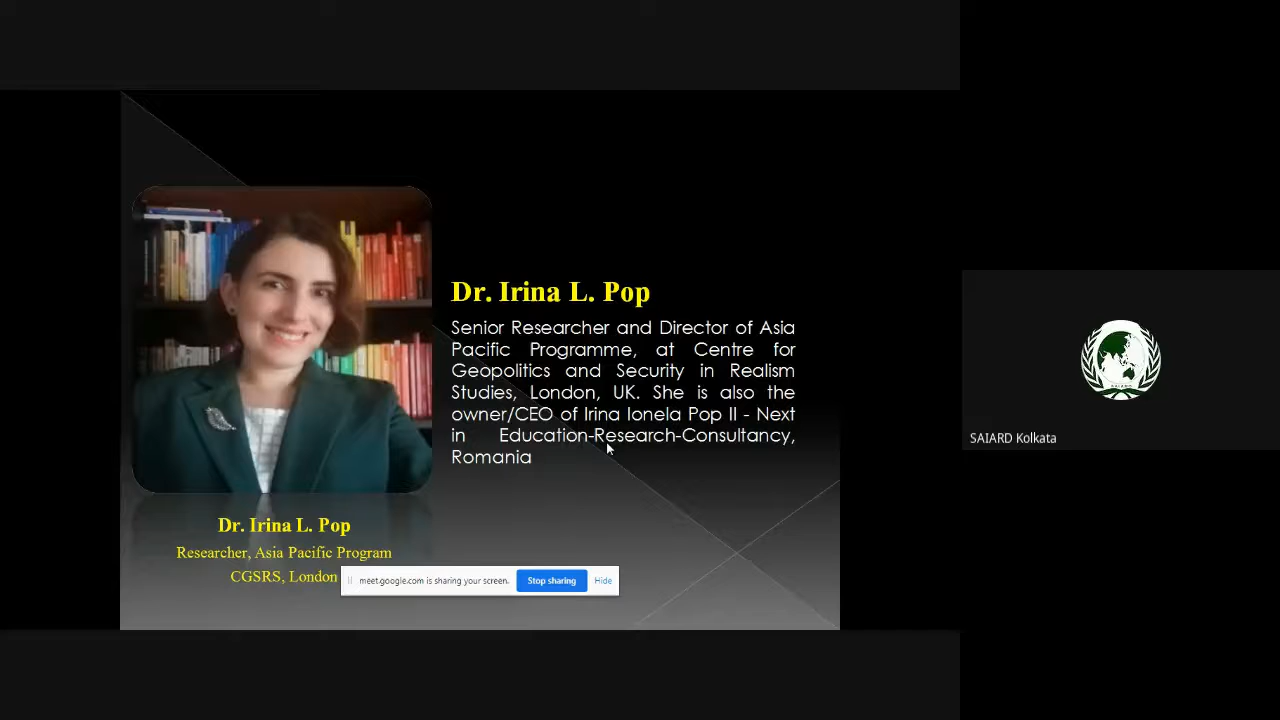 Dr. Irina L. Pop
Senior Researcher and Director of Asia
Pacific Programme, at Centre for
Geopolitics and Security in Realism
Studies, London, UK. She is also the
owner/CEO of Irina Ionela Pop II - Next
in Education-Research-Consultancy,
Romania
Dr. Irina L. Pop
Researcher, Asia Pacific Program
CGSRS, London
meet.google.com is sharing your screen.
Stop sharing
Hide
SAIARD Kolkata